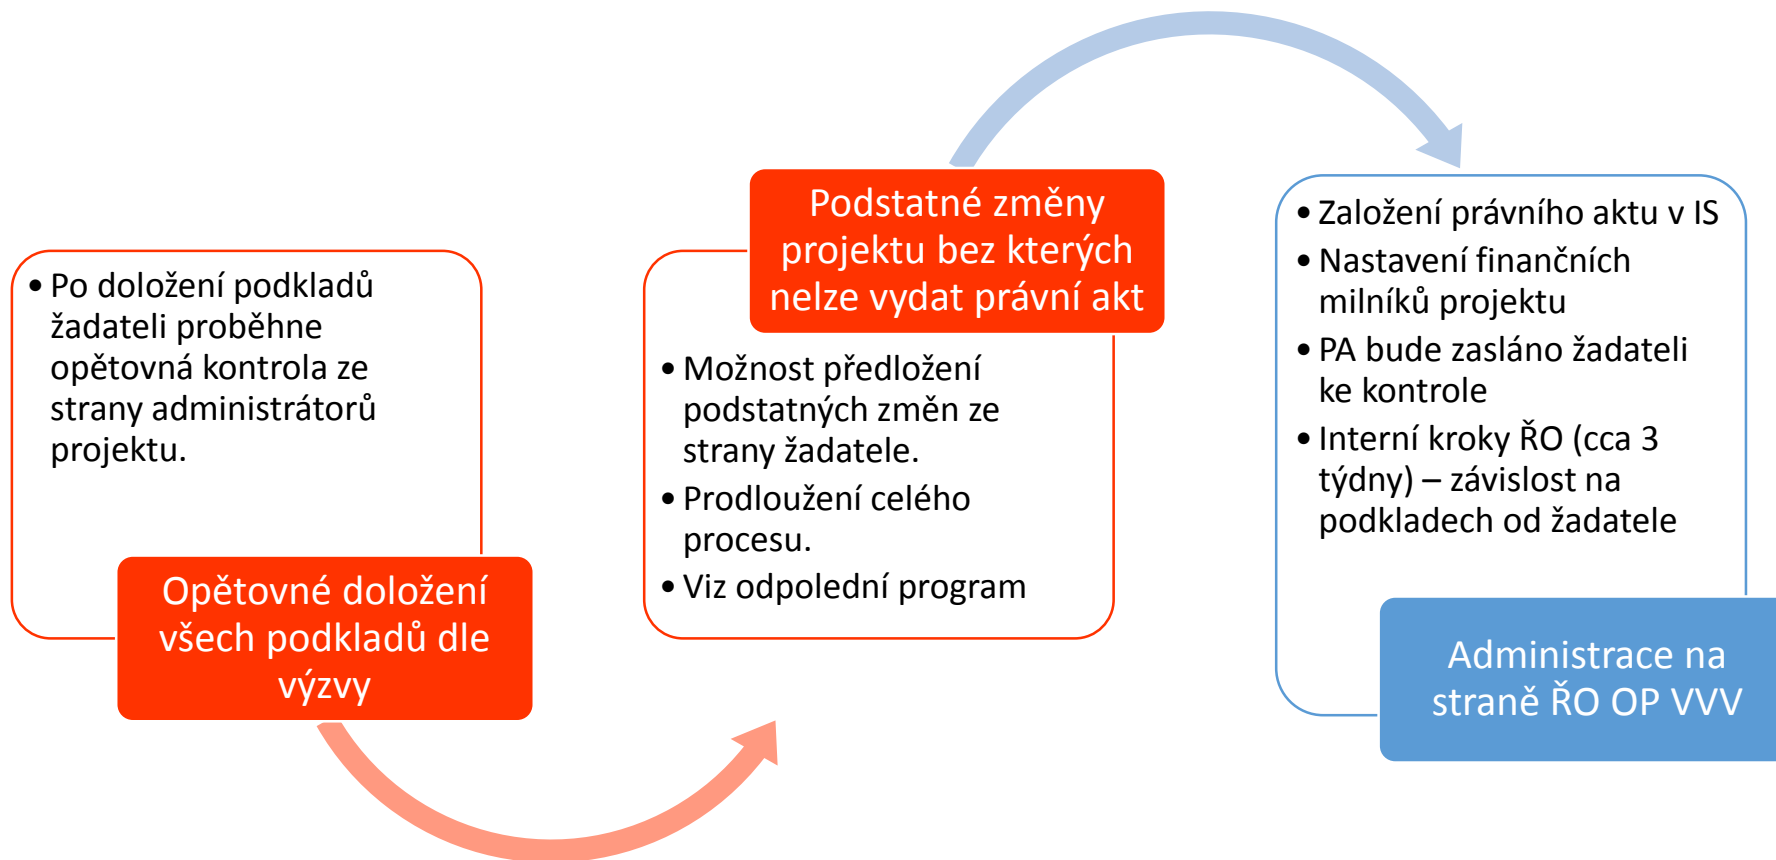 • Po doložení podkladů
žadateli proběhne
opětovná kontrola ze
strany administrátorů
projektu.
Opětovné doložení
všech podkladů dle
výzvy
Podstatné změny
projektu bez kterých
nelze vydat právní akt
• Možnost předložení
podstatných změn ze
strany žadatele.
• Prodloužení celého
procesu.
• Viz odpolední program
• Založení právního aktu v IS
• Nastavení finančních
milníků projektu
• PA bude zasláno žadateli
ke kontrole
• Interní kroky ŘO (cca 3
týdny) – závislost na
podkladech od žadatele
Administrace na
straně ŘO OP VVV